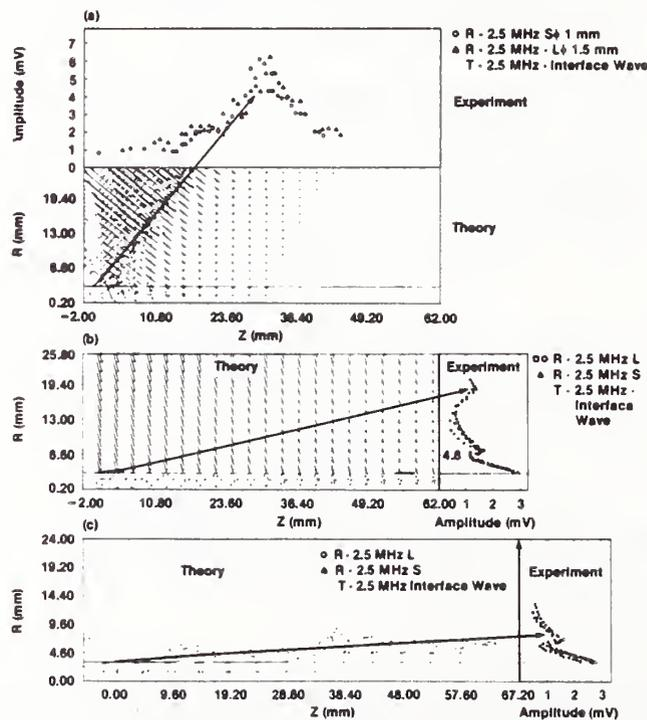 (a)
○ R - 2.5 MHz Sϕ 1 mm
▲ R - 2.5 MHz - Lϕ 1.5 mm
T - 2.5 MHz - Interface Wave
Amplitude (mV)
7
6
5
4
3
2
1
0
Experiment
R (mm)
19.40
13.00
6.60
0.20
Theory
-2.00 10.80 23.60 36.40 49.20 62.00
Z (mm)
(b)
Theory
Experiment
○○ R - 2.5 MHz L
▲ R - 2.5 MHz S
T - 2.5 MHz -
Interface
Wave
R (mm)
25.80
19.40
13.00
6.60
0.20
4.6
-2.00 10.80 23.60 36.40 49.20 62.00 1 2 3
Z (mm) Amplitude (mV)
(c)
Theory
○ R - 2.5 MHz L
▲ R - 2.5 MHz S
T - 2.5 MHz Interface Wave
Experiment
R (mm)
24.00
19.20
14.40
9.60
4.60
0.00
0.00 9.60 19.20 28.80 38.40 48.00 57.60 67.20 1 2 3
Z (mm) Amplitude (mV)